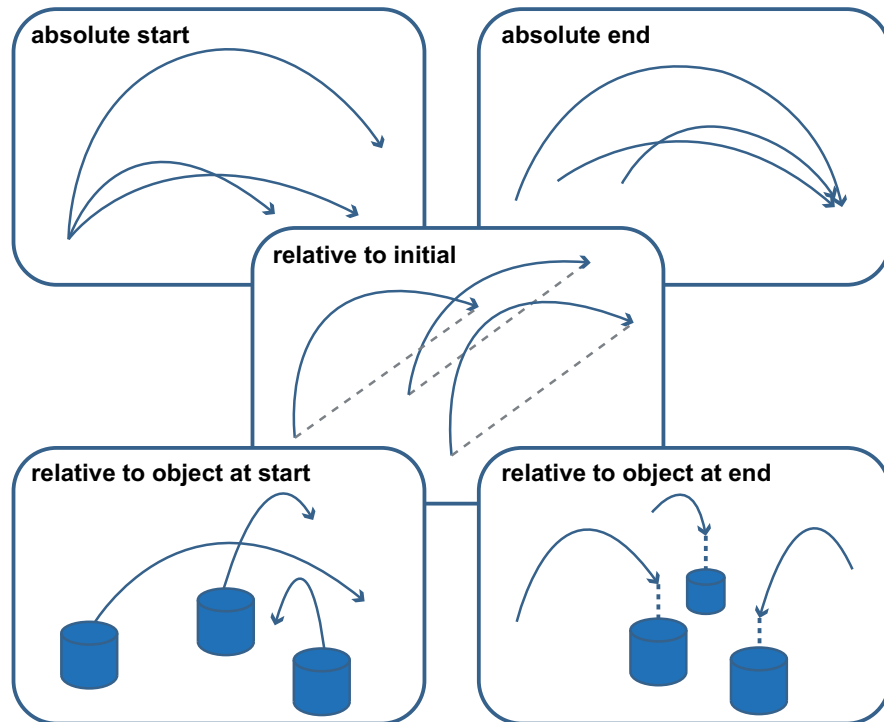 absolute start
absolute end
relative to initial
relative to object at start
relative to object at end